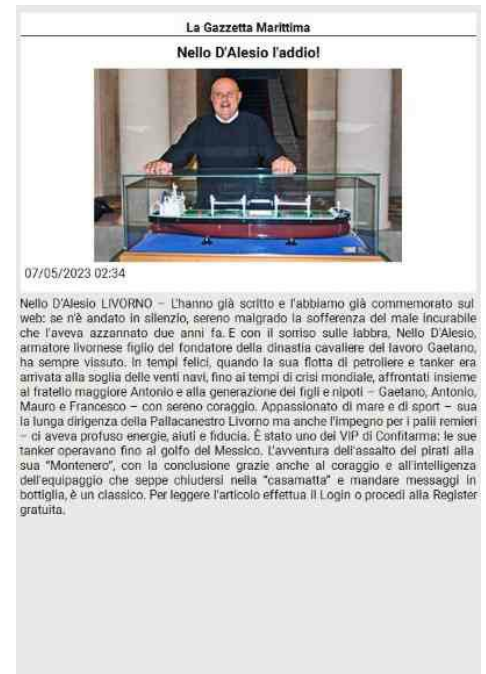 La Gazzetta Marittima
Nello D'Alesio l'addio!
07/05/2023 02:34
Nello D'Alesio LIVORNO – L'hanno già scritto e l'abbiamo già commemorato sul
web: se n'è andato in silenzio, sereno malgrado la sofferenza del male incurabile
che l'aveva azzannato due anni fa. E con il sorriso sulle labbra, Nello D'Alesio,
armatore livornese figlio del fondatore della dinastia cavaliere del lavoro Gaetano,
ha sempre vissuto. In tempi felici, quando la sua flotta di petroliere e tanker era
arrivata alla soglia delle venti navi, fino ai tempi di crisi mondiale, affrontati insieme
al fratello maggiore Antonio e alla generazione dei figli e nipoti – Gaetano, Antonio,
Mauro e Francesco – con sereno coraggio. Appassionato di mare e di sport – sua
la lunga dirigenza della Pallacanestro Livorno ma anche l'impegno per i palii remieri
– ci aveva profuso energie, aiuti e fiducia. È stato uno dei VIP di Confitarma: le sue
tanker operavano fino al golfo del Messico. L'avventura dell'assalto dei pirati alla
sua "Montenero", con la conclusione grazie anche al coraggio e all'intelligenza
dell'equipaggio che seppe chiudersi nella "casamatta" e mandare messaggi in
bottiglia, è un classico. Per leggere l'articolo effettua il Login o procedi alla Register
gratuita.